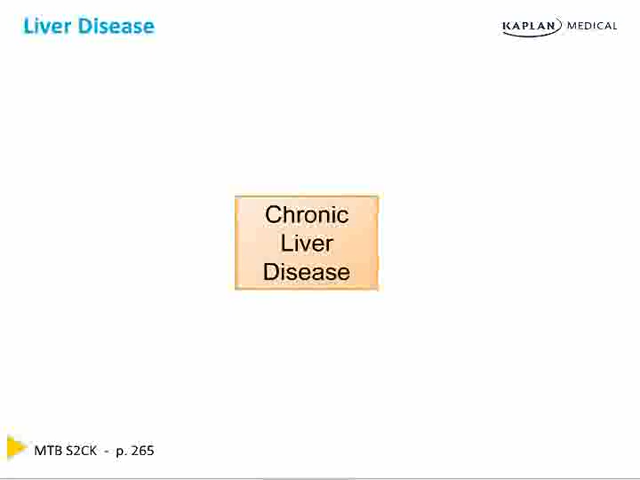 Liver Disease
KAPLAN MEDICAL
Chronic
Liver
Disease
MTB S2CK - p. 265